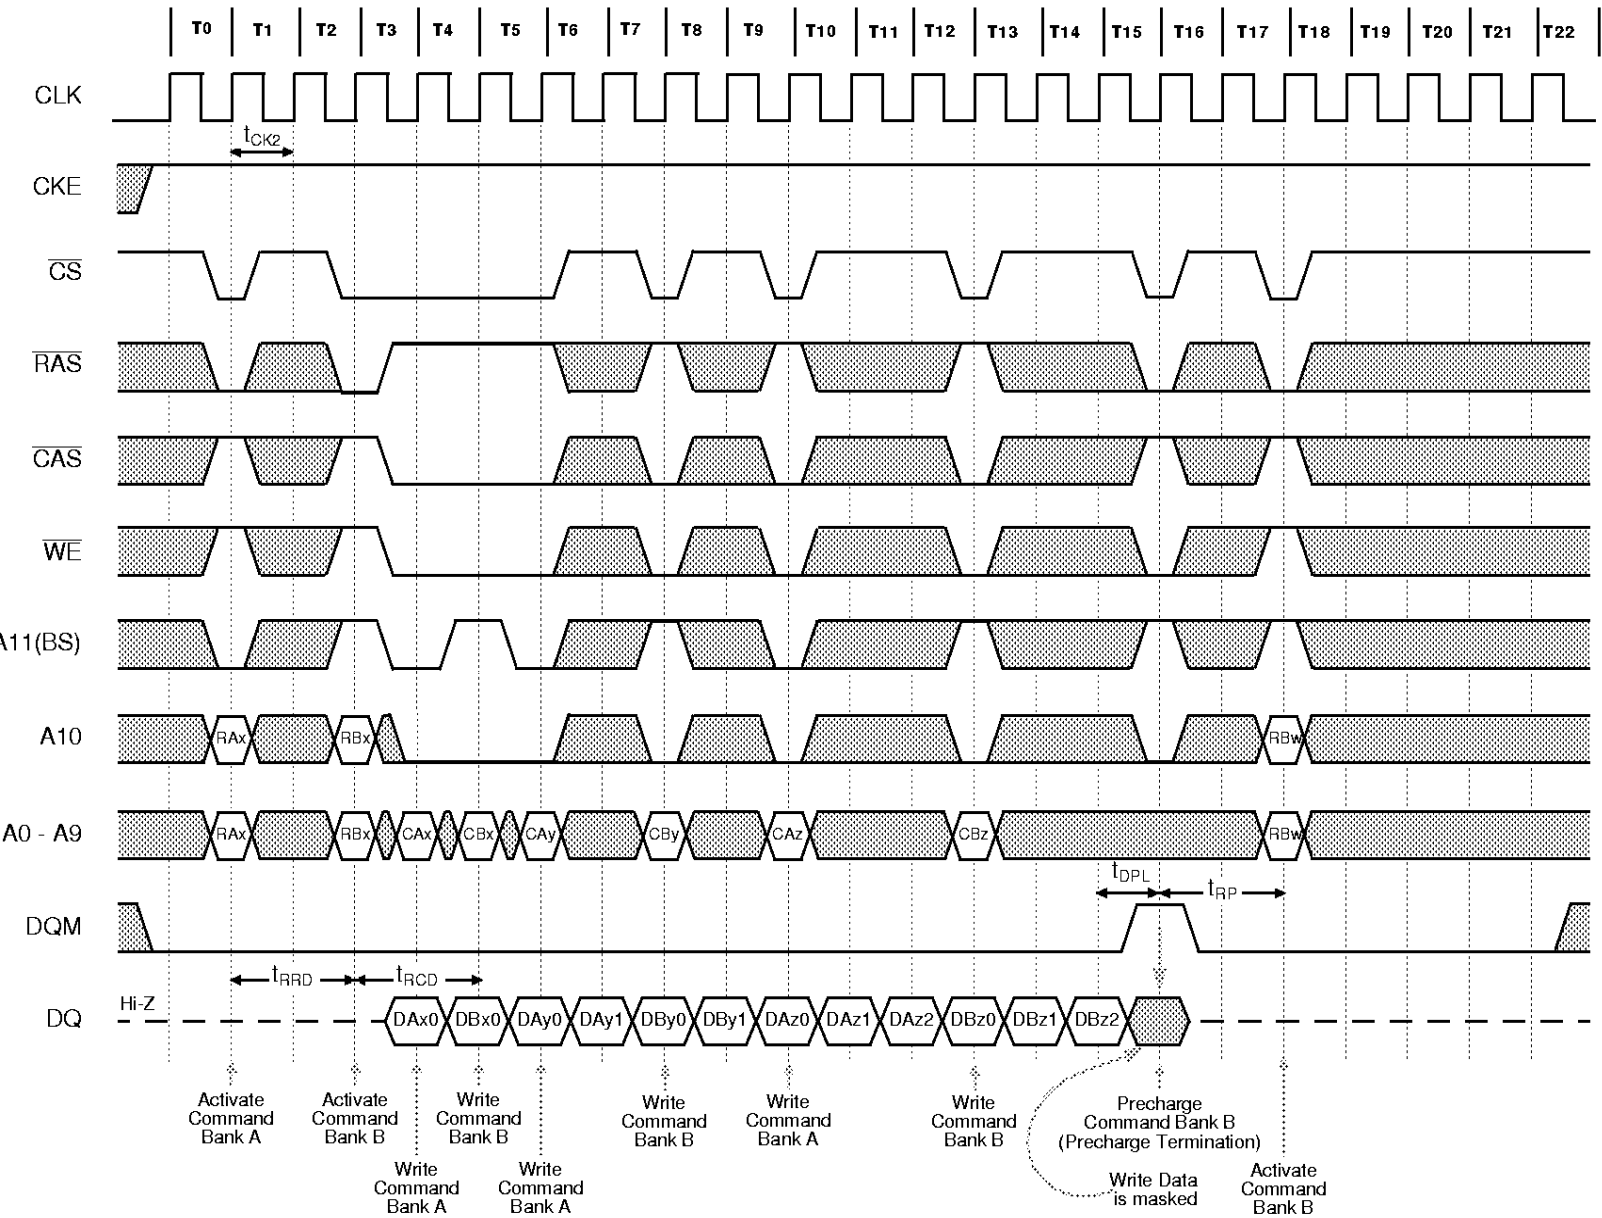 T0 T1 T2 T3 T4 T5 T6 T7 T8 T9 T10 T11 T12 T13 T14 T15 T16 T17 T18 T19 T20 T21 T22
CLK
tCK2
CKE
CS
RAS
CAS
WE
A11(BS)
A10
RAx RBx RBw
A0 - A9
RAx RBx CAx CBx CAy CBy CAz CBz RBw
tDPL tRP
DQM
tRRD tRCD
Hi-Z
DQ
DAx0 DBx0 DAy0 DAy1 DBy0 DBy1 DAz0 DAz1 DAz2 DBz0 DBz1 DBz2
Activate
Command
Bank A
Activate
Command
Bank B
Write
Command
Bank B
Write
Command
Bank B
Write
Command
Bank A
Write
Command
Bank B
Precharge
Command Bank B
(Precharge Termination)
Write
Command
Bank A
Write
Command
Bank A
Write Data
is masked
Activate
Command
Bank B